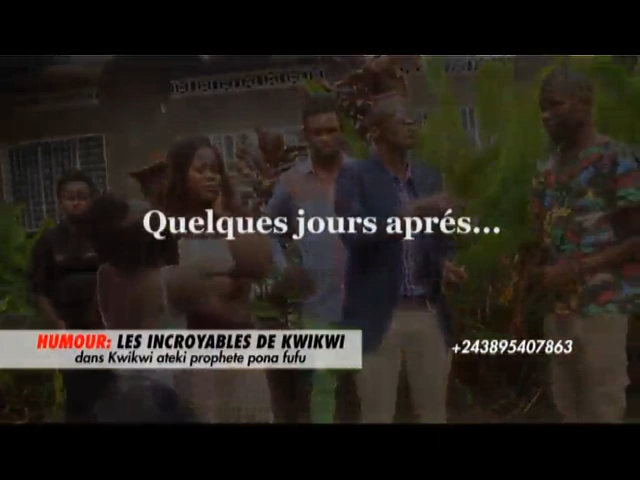 Quelques jours aprés...
HUMOUR: LES INCROYABLES DE KWIKWI
dans Kwikwi ateki prophete pona fufu
+243895407863